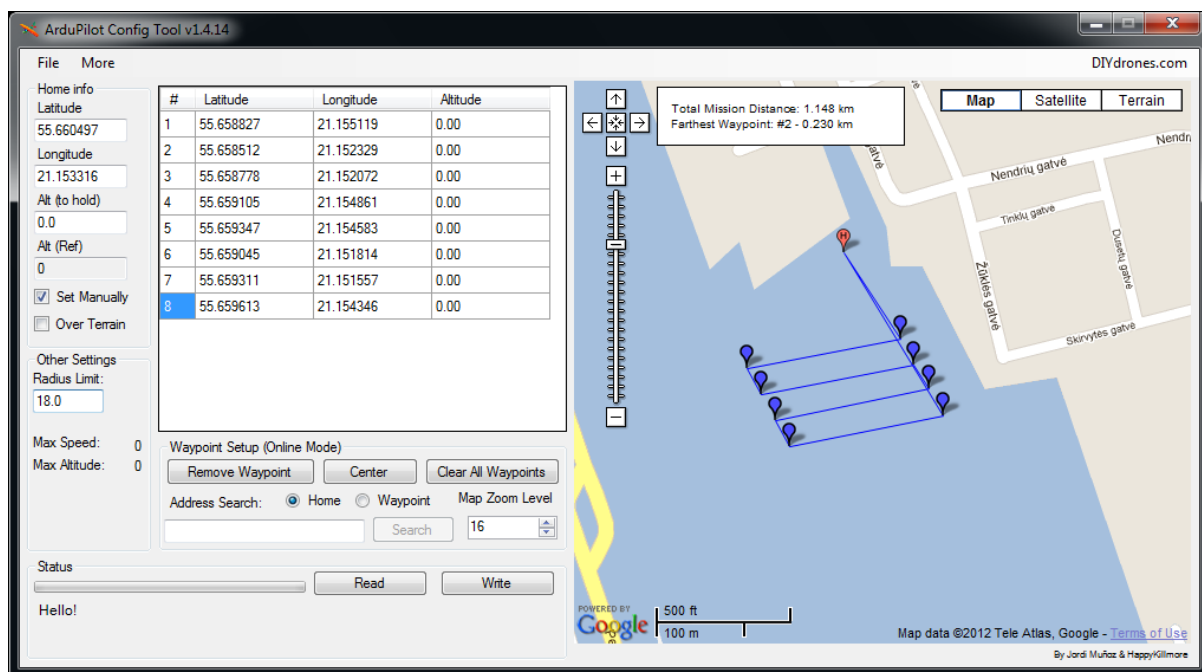 ArduPilot Config Tool v1.4.14
File More DIYdrones.com
Home info
Latitude
55.660497
Longitude
21.153316
Alt (to hold)
0.0
Alt (Ref)
0
Set Manually
Over Terrain
Other Settings
Radius Limit:
18.0
Max Speed: 0
Max Altitude: 0
# Latitude Longitude Altitude
1 55.658827 21.155119 0.00
2 55.658512 21.152329 0.00
3 55.658778 21.152072 0.00
4 55.659105 21.154861 0.00
5 55.659347 21.154583 0.00
6 55.659045 21.151814 0.00
7 55.659311 21.151557 0.00
8 55.659613 21.154346 0.00
Waypoint Setup (Online Mode)
Remove Waypoint Center Clear All Waypoints
Address Search: Home Waypoint Map Zoom Level
Search 16
Status
Read Write
Hello!
Total Mission Distance: 1.148 km
Farthest Waypoint: #2 - 0.230 km
Map Satellite Terrain
gatvė
Nendrių gatvė
Tinklų gatvė
Dusetų gatvė
Žūklės gatvė
Skirvytės gatvė
H
POWERED BY
Google
500 ft
100 m
Map data ©2012 Tele Atlas, Google - Terms of Use
By Jordi Muñoz & HappyKillmore